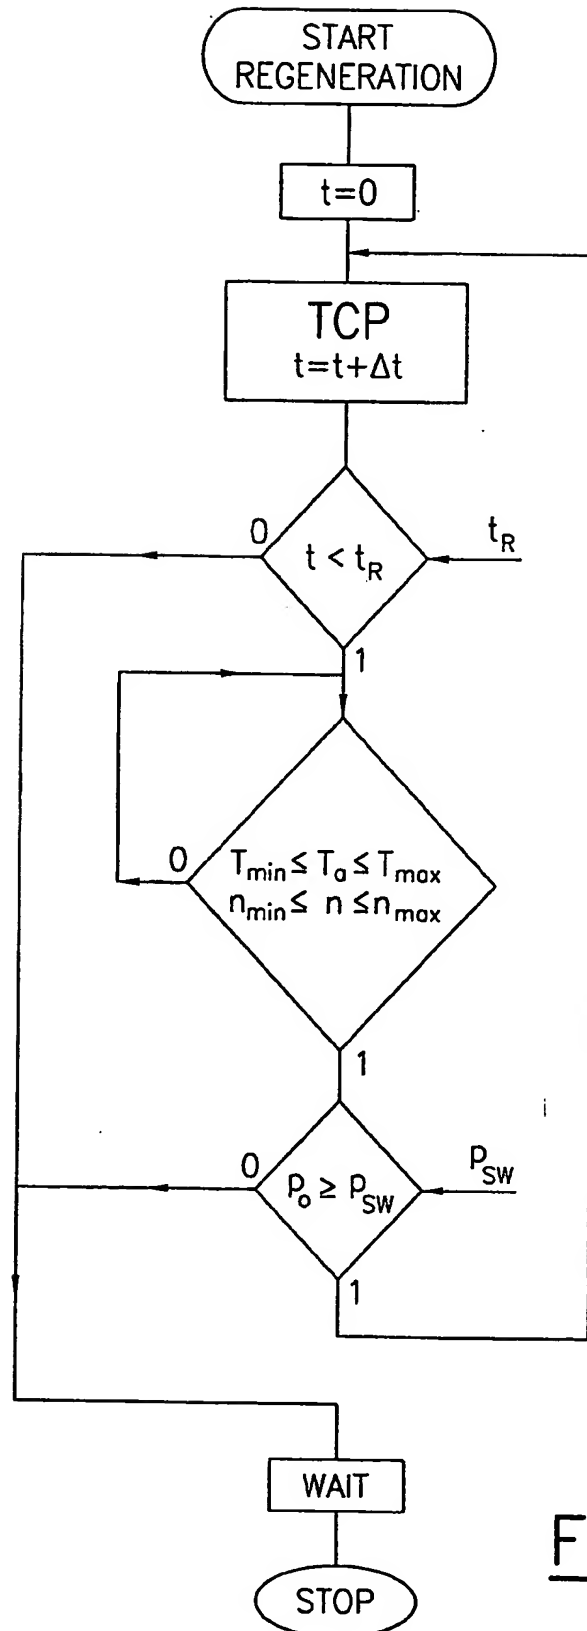 START
REGENERATION
t=0
TCP
t=t+Δt
0
t < t_R
t_R
1
0
T_min ≤ T_a ≤ T_max
n_min ≤ n ≤ n_max
1
0
p_o ≥ p_SW
p_SW
1
WAIT
F
STOP